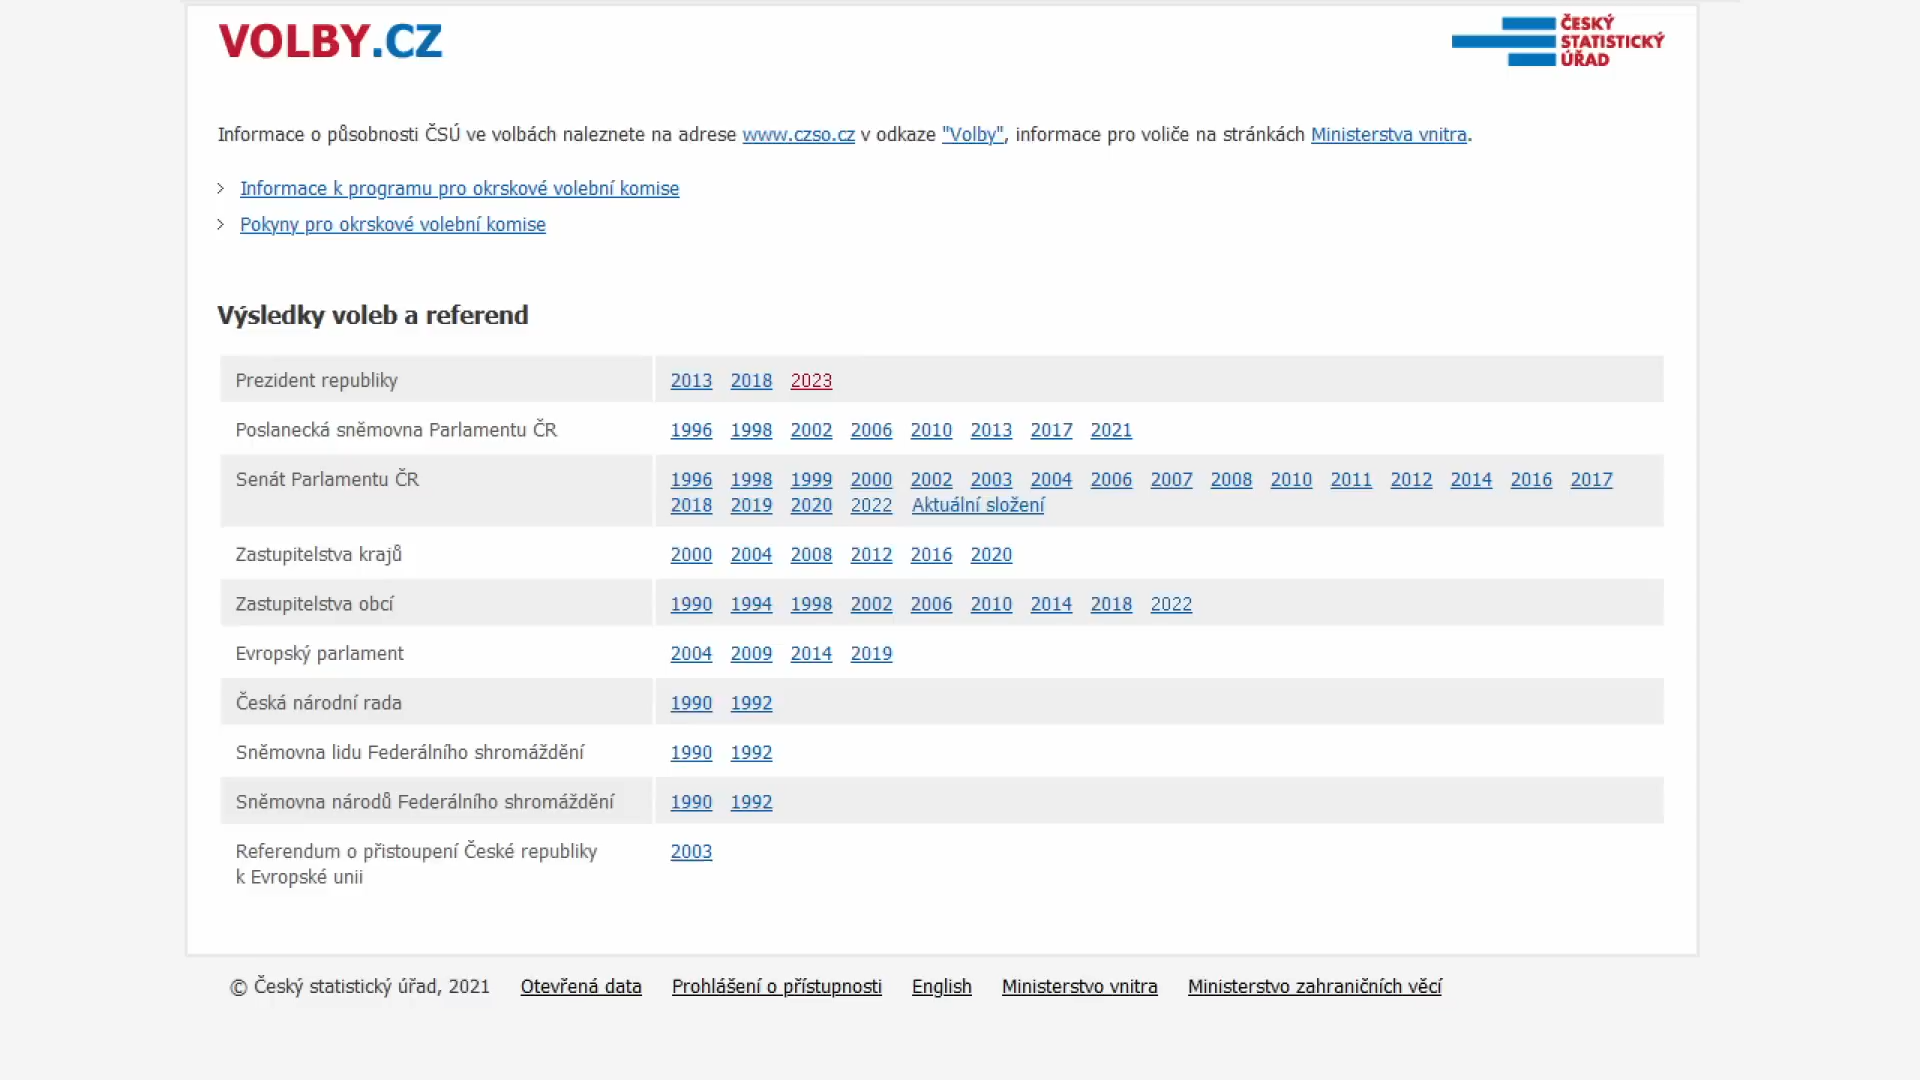 VOLBY.CZ
ČESKÝ
STATISTICKÝ
ÚŘAD
Informace o působnosti ČSÚ ve volbách naleznete na adrese www.czso.cz v odkaze "Volby", informace pro voliče na stránkách Ministerstva vnitra.
Informace k programu pro okrskové volební komise
Pokyny pro okrskové volební komise
Výsledky voleb a referend
Prezident republiky 2013 2018 2023
Poslanecká sněmovna Parlamentu ČR 1996 1998 2002 2006 2010 2013 2017 2021
Senát Parlamentu ČR 1996 1998 1999 2000 2002 2003 2004 2006 2007 2008 2010 2011 2012 2014 2016 2017
2018 2019 2020 2022 Aktuální složení
Zastupitelstva krajů 2000 2004 2008 2012 2016 2020
Zastupitelstva obcí 1990 1994 1998 2002 2006 2010 2014 2018 2022
Evropský parlament 2004 2009 2014 2019
Česká národní rada 1990 1992
Sněmovna lidu Federálního shromáždění 1990 1992
Sněmovna národů Federálního shromáždění 1990 1992
Referendum o přistoupení České republiky 2003
k Evropské unii
© Český statistický úřad, 2021 Otevřená data Prohlášení o přístupnosti English Ministerstvo vnitra Ministerstvo zahraničních věcí